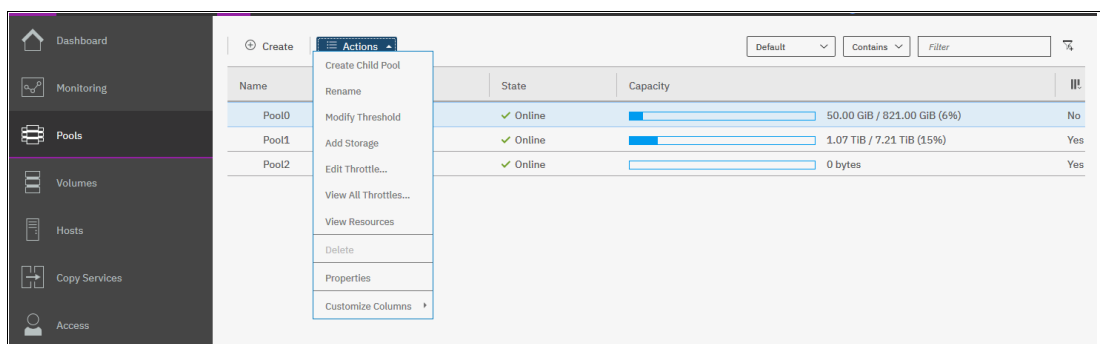 Dashboard
Monitoring
Pools
Volumes
Hosts
Copy Services
Access
Create Actions Default Contains Filter
Name State Capacity
Pool0 Online 50.00 GiB / 821.00 GiB (6%) No
Pool1 Online 1.07 TiB / 7.21 TiB (15%) Yes
Pool2 Online 0 bytes Yes
Create Child Pool
Rename
Modify Threshold
Add Storage
Edit Throttle...
View All Throttles...
View Resources
Delete
Properties
Customize Columns